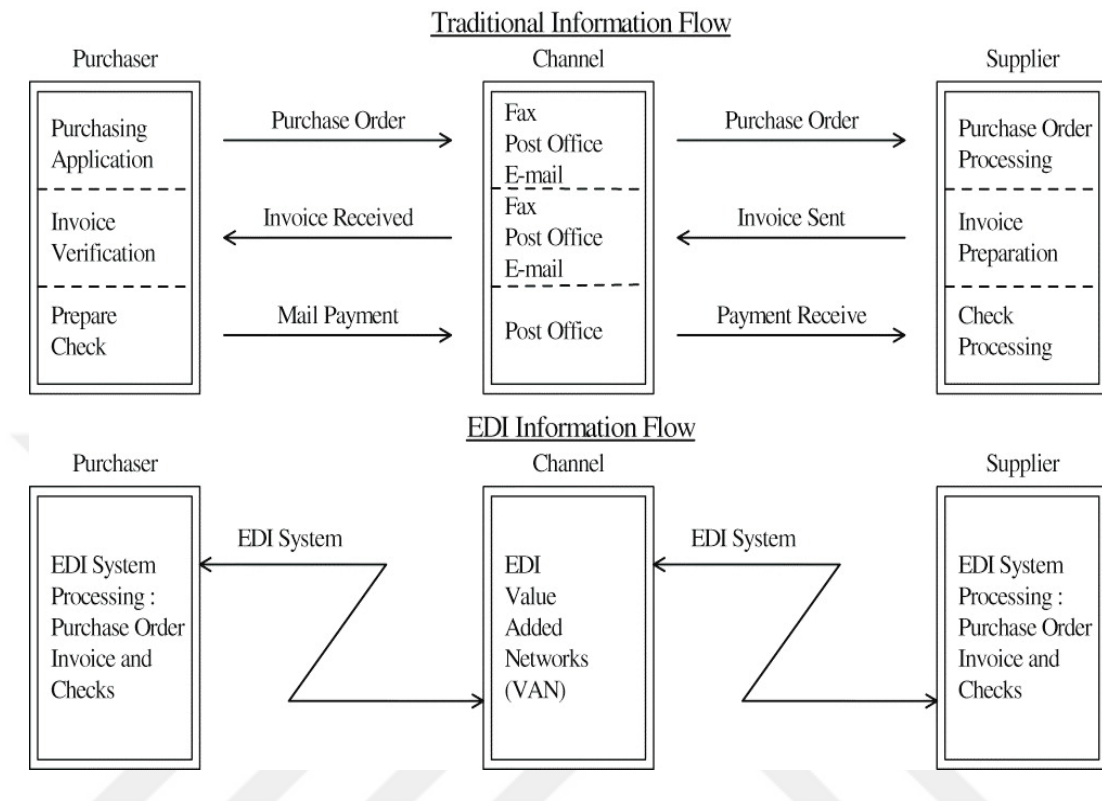 Traditional Information Flow
Purchaser
Channel
Supplier
Purchasing
Application
Purchase Order
Fax
Post Office
E-mail
Purchase Order
Purchase Order
Processing
Invoice
Verification
Invoice Received
Fax
Post Office
E-mail
Invoice Sent
Invoice
Preparation
Prepare
Check
Mail Payment
Post Office
Payment Receive
Check
Processing
EDI Information Flow
Purchaser
Channel
Supplier
EDI System
Processing :
Purchase Order
Invoice and
Checks
EDI System
EDI
Value
Added
Networks
(VAN)
EDI System
EDI System
Processing :
Purchase Order
Invoice and
Checks